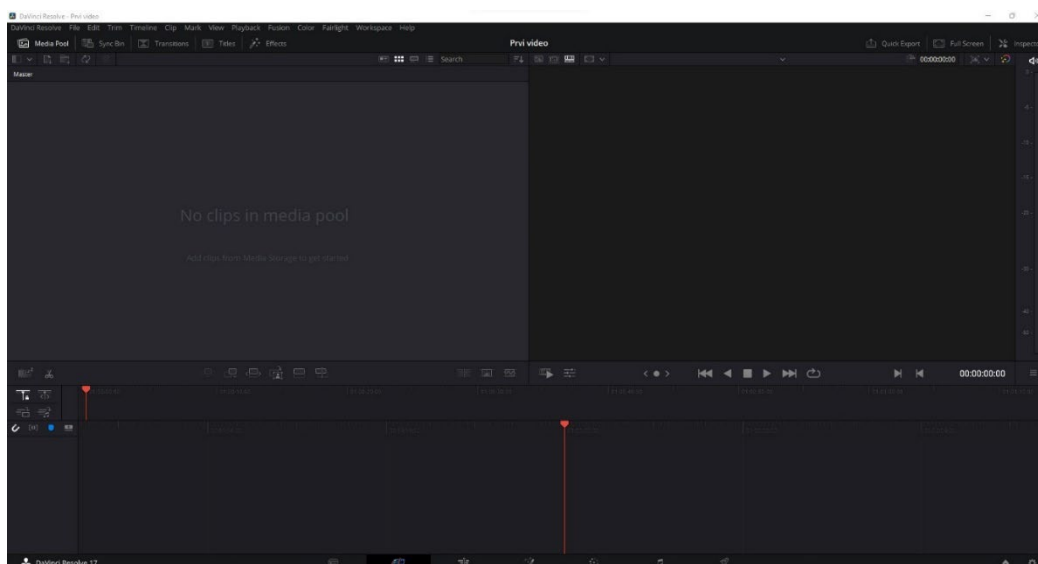 DaVinci Resolve - Prvi video
DaVinci Resolve File Edit Trim Timeline Clip Mark View Playback Fusion Color Fairlight Workspace Help
Media Pool Sync Bin Transitions Titles Effects Prvi video Quick Export Full Screen Inspecto
Search 00:00:00:00
Master
No clips in media pool
Add clips from Media Storage to get started
00:00:00:00
DaVinci Resolve 17